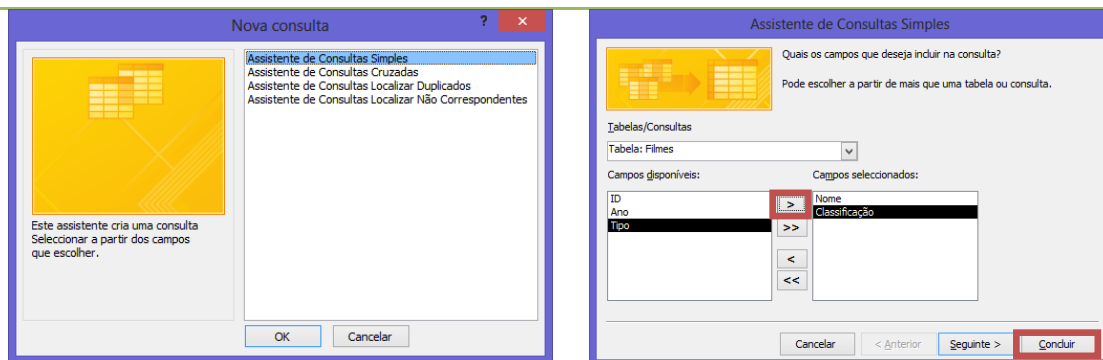 Nova consulta
?
×
Assistente de Consultas Simples
Assistente de Consultas Cruzadas
Assistente de Consultas Localizar Duplicados
Assistente de Consultas Localizar Não Correspondentes
Este assistente cria uma consulta
Seleccionar a partir dos campos
que escolher.
OK
Cancelar
Assistente de Consultas Simples
Quais os campos que deseja incluir na consulta?
Pode escolher a partir de mais que uma tabela ou consulta.
Tabelas/Consultas
Tabela: Filmes
Campos disponíveis:
Campos seleccionados:
ID
Ano
Tipo
>
>>
<
<<
Nome
Classificação
Cancelar
< Anterior
Seguinte >
Concluir